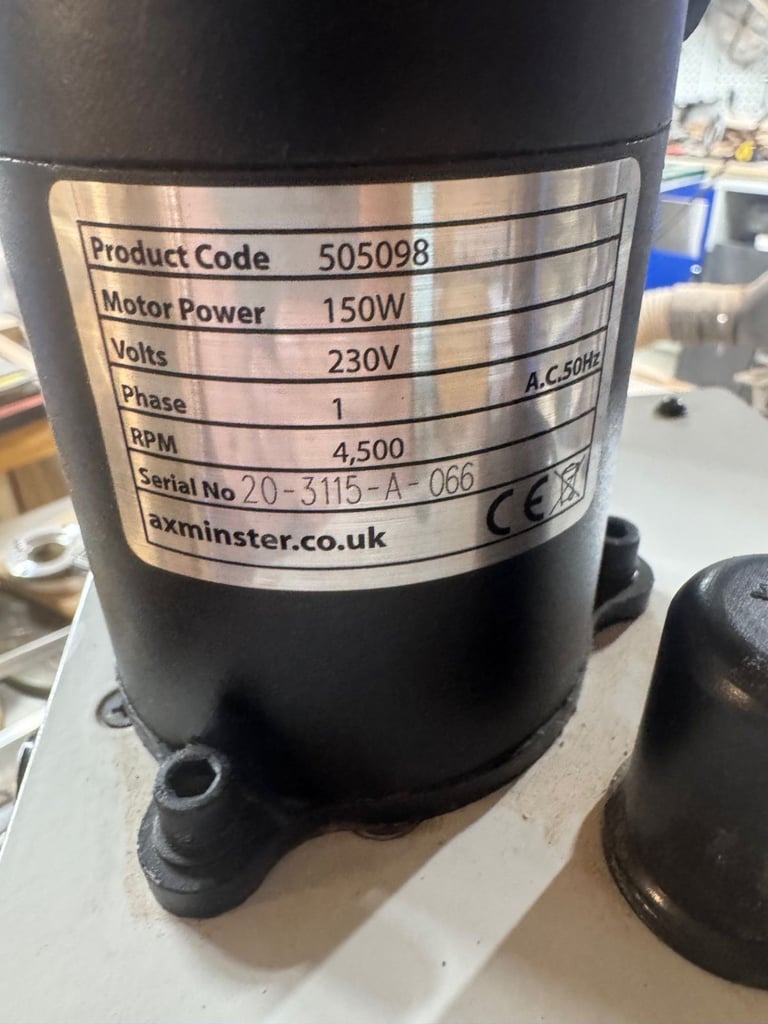 Product Code 505098
Motor Power 150W
Volts 230V
Phase 1 A.C.50Hz
RPM 4,500
Serial No 20-3115-A-066
axminster.co.uk CE